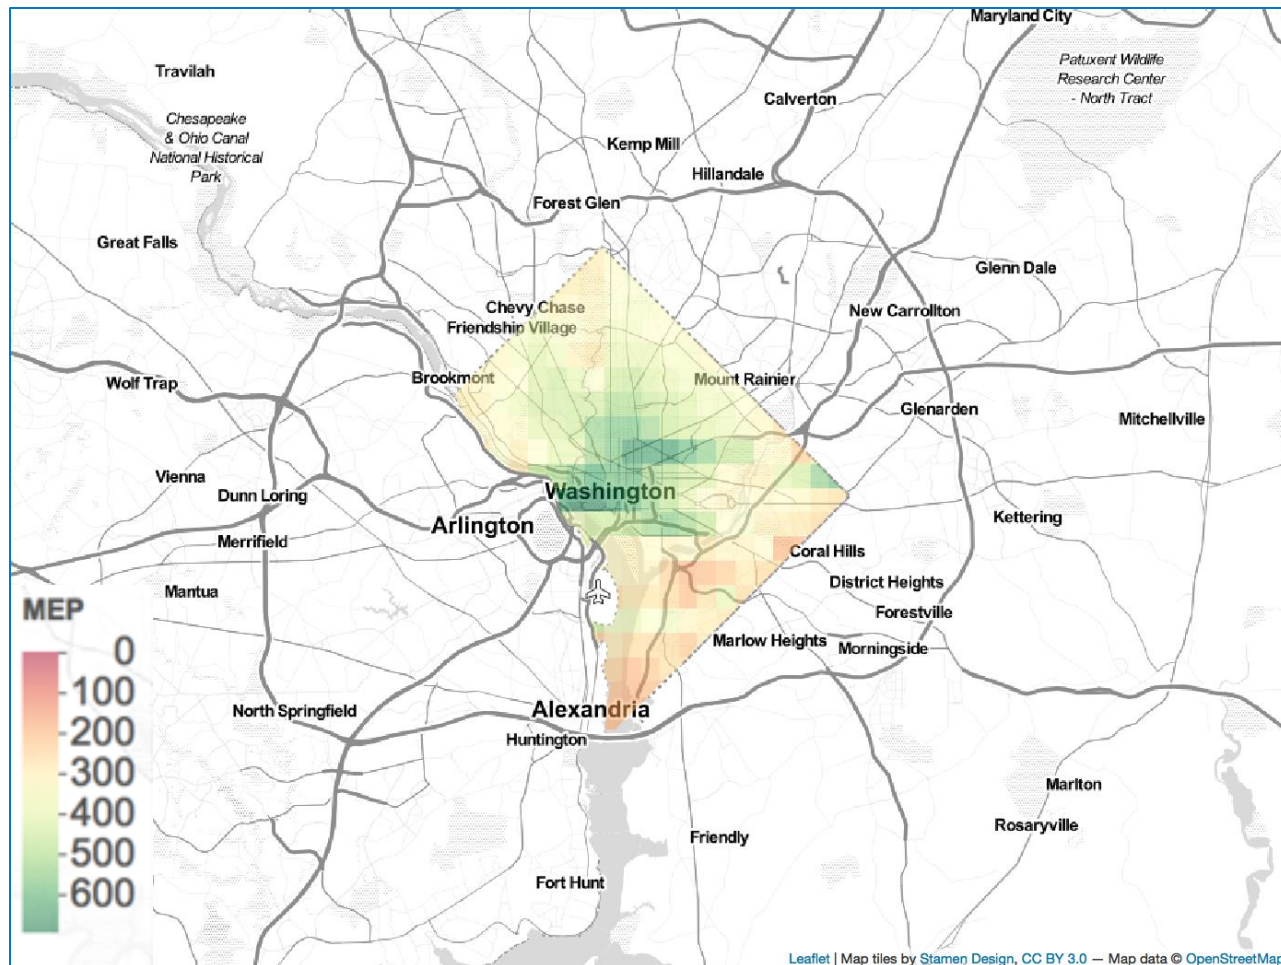 Maryland City
Patuxent Wildlife
Research Center
- North Tract
Travilah
Calverton
Chesapeake
& Ohio Canal
National Historical
Park
Kemp Mill
Hillandale
Forest Glen
Great Falls
Glenn Dale
Chevy Chase
New Carrollton
Friendship Village
Brookmont
Mount Rainier
Wolf Trap
Glenarden
Mitchellville
Vienna
Dunn Loring
Washington
Kettering
Arlington
Merrifield
Coral Hills
District Heights
Mantua
Forestville
MEP
0
100
200
300
400
500
600
Marlow Heights
Morningside
North Springfield
Alexandria
Huntington
Marlton
Rosaryville
Friendly
Fort Hunt
Leaflet | Map tiles by Stamen Design, CC BY 3.0 — Map data © OpenStreetMap